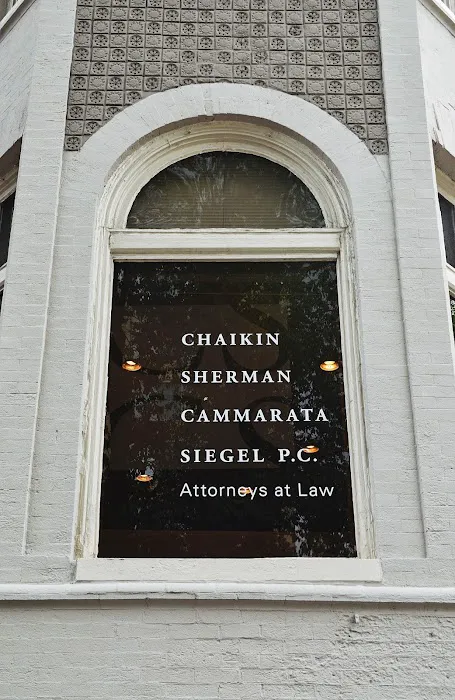 CHAIKIN
SHERMAN
CAMMARATA
SIEGEL P.C.
Attorneys at Law